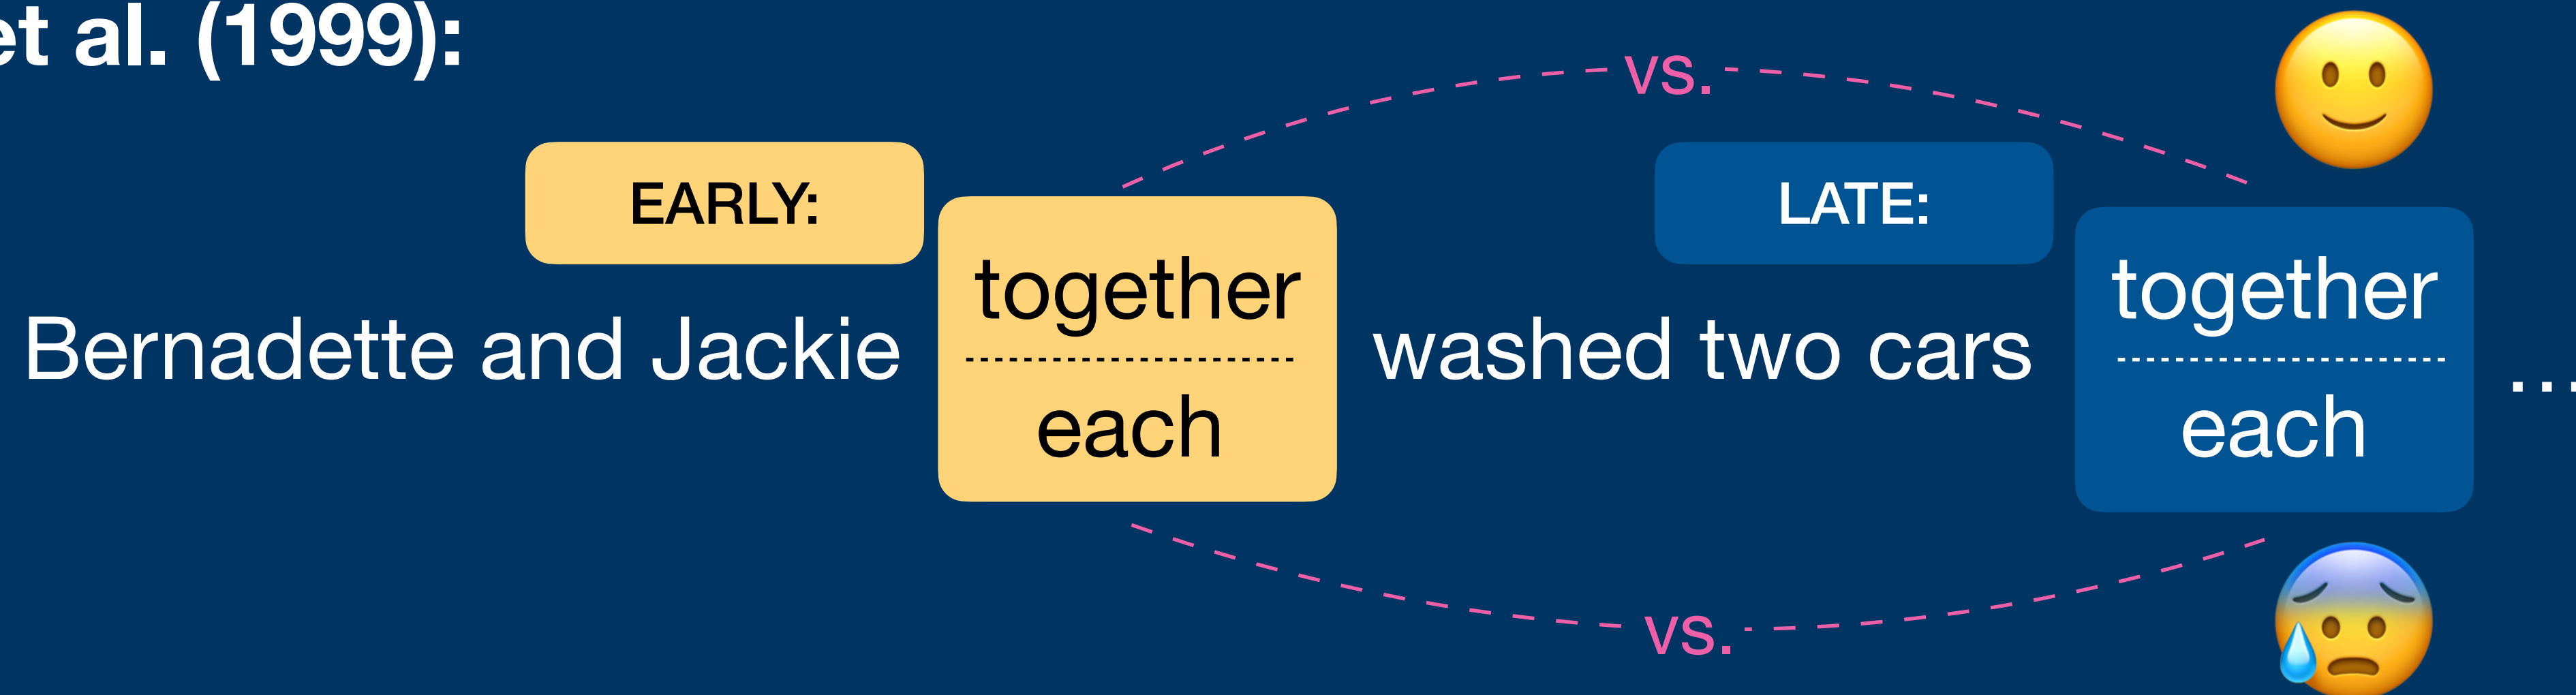 et al. (1999):
vs.
EARLY:
LATE:
together
together
Bernadette and Jackie
washed two cars
...
each
each
vs.